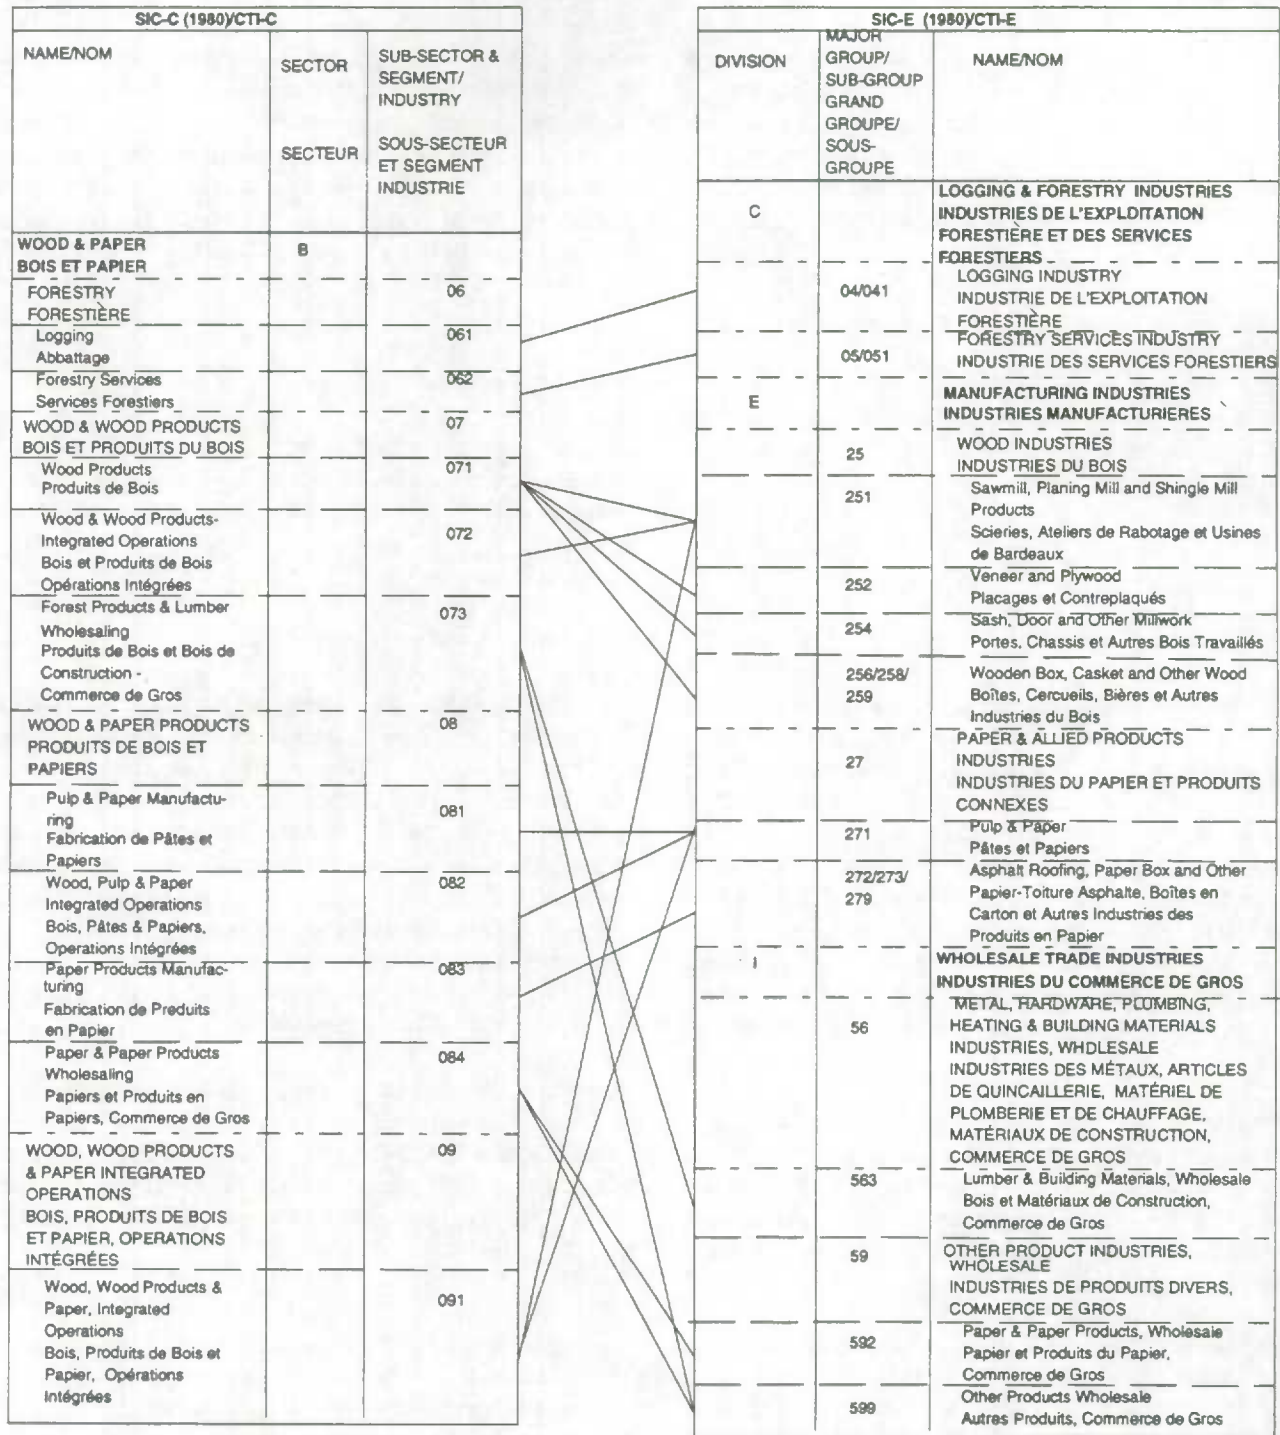 SIC-C (1980)/CTI-C
NAME/NOM
SECTOR
SECTEUR
SUB-SECTOR &
SEGMENT/
INDUSTRY
SOUS-SECTEUR
ET SEGMENT
INDUSTRIE
WOOD & PAPER B
BOIS ET PAPIER
FORESTRY 06
FORESTIÈRE
Logging 061
Abbattage
Forestry Services 062
Services Forestiers
WOOD & WOOD PRODUCTS 07
BOIS ET PRODUITS DU BOIS
Wood Products 071
Produits de Bois
Wood & Wood Products-
Integrated Operations 072
Bois et Produits de Bois
Opérations Intégrées
Forest Products & Lumber 073
Wholesaling
Produits de Bois et Bois de
Construction -
Commerce de Gros
WOOD & PAPER PRODUCTS 08
PRODUITS DE BOIS ET
PAPIERS
Pulp & Paper Manufactu- 081
ring
Fabrication de Pâtes et
Papiers
Wood, Pulp & Paper 082
Integrated Operations
Bois, Pâtes & Papiers,
Operations Intégrées
Paper Products Manufac- 083
turing
Fabrication de Preduits
en Papier
Paper & Paper Products 084
Wholesaling
Papiers et Produits en
Papiers, Commerce de Gros
WOOD, WOOD PRODUCTS 09
& PAPER INTEGRATED
OPERATIONS
BOIS, PRODUITS DE BOIS
ET PAPIER, OPERATIONS
INTÉGRÉES
Wood, Wood Products & 091
Paper, Integrated
Operations
Bois, Produits de Bois et
Papier, Opérations
Intégrées
SIC-E (1980)/CTI-E
DIVISION
MAJOR
GROUP/
SUB-GROUP
GRAND
GROUPE/
SOUS-
GROUPE
NAME/NOM
C LOGGING & FORESTRY INDUSTRIES
INDUSTRIES DE L'EXPLOITATION
FORESTIÈRE ET DES SERVICES
FORESTIERS
04/041 LOGGING INDUSTRY
INDUSTRIE DE L'EXPLOITATION
FORESTIÈRE
05/051 FORESTRY SERVICES INDUSTRY
INDUSTRIE DES SERVICES FORESTIERS
E MANUFACTURING INDUSTRIES
INDUSTRIES MANUFACTURIERES
25 WOOD INDUSTRIES
INDUSTRIES DU BOIS
251 Sawmill, Planing Mill and Shingle Mill
Products
Scieries, Ateliers de Rabotage et Usines
de Bardeaux
252 Veneer and Plywood
Placages et Contreplaqués
254 Sash, Door and Other Millwork
Portes, Chassis et Autres Bois Travaillés
256/258/ Wooden Box, Casket and Other Wood
259 Boîtes, Cercueils, Bières et Autres
Industries du Bois
27 PAPER & ALLIED PRODUCTS
INDUSTRIES
INDUSTRIES DU PAPIER ET PRODUITS
CONNEXES
271 Pulp & Paper
Pâtes et Papiers
272/273/ Asphalt Roofing, Paper Box and Other
279 Papier-Toiture Asphalte, Boîtes en
Carton et Autres Industries des
Produits en Papier
I WHOLESALE TRADE INDUSTRIES
INDUSTRIES DU COMMERCE DE GROS
56 METAL, HARDWARE, PLUMBING,
HEATING & BUILDING MATERIALS
INDUSTRIES, WHOLESALE
INDUSTRIES DES MÉTAUX, ARTICLES
DE QUINCAILLERIE, MATÉRIEL DE
PLOMBERIE ET DE CHAUFFAGE,
MATÉRIAUX DE CONSTRUCTION,
COMMERCE DE GROS
563 Lumber & Building Materials, Wholesale
Bois et Matériaux de Construction,
Commerce de Gros
59 OTHER PRODUCT INDUSTRIES,
WHOLESALE
INDUSTRIES DE PRODUITS DIVERS,
COMMERCE DE GROS
592 Paper & Paper Products, Wholesale
Papier et Produits du Papier,
Commerce de Gros
599 Other Products Wholesale
Autres Produits, Commerce de Gros